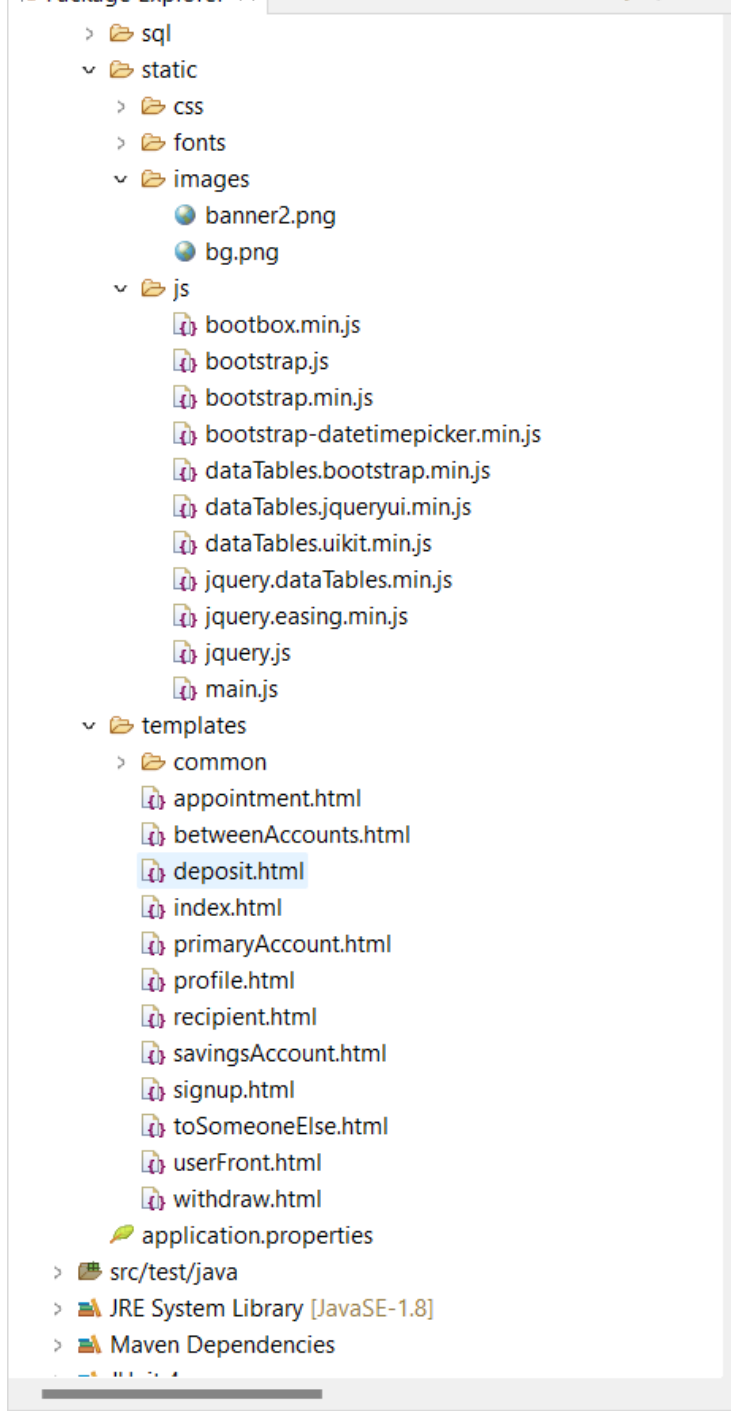 sql
static
css
fonts
images
banner2.png
bg.png
js
bootbox.min.js
bootstrap.js
bootstrap.min.js
bootstrap-datetimepicker.min.js
dataTables.bootstrap.min.js
dataTables.jqueryui.min.js
dataTables.uikit.min.js
jquery.dataTables.min.js
jquery.easing.min.js
jquery.js
main.js
templates
common
appointment.html
betweenAccounts.html
deposit.html
index.html
primaryAccount.html
profile.html
recipient.html
savingsAccount.html
signup.html
toSomeoneElse.html
userFront.html
withdraw.html
application.properties
src/test/java
JRE System Library [JavaSE-1.8]
Maven Dependencies